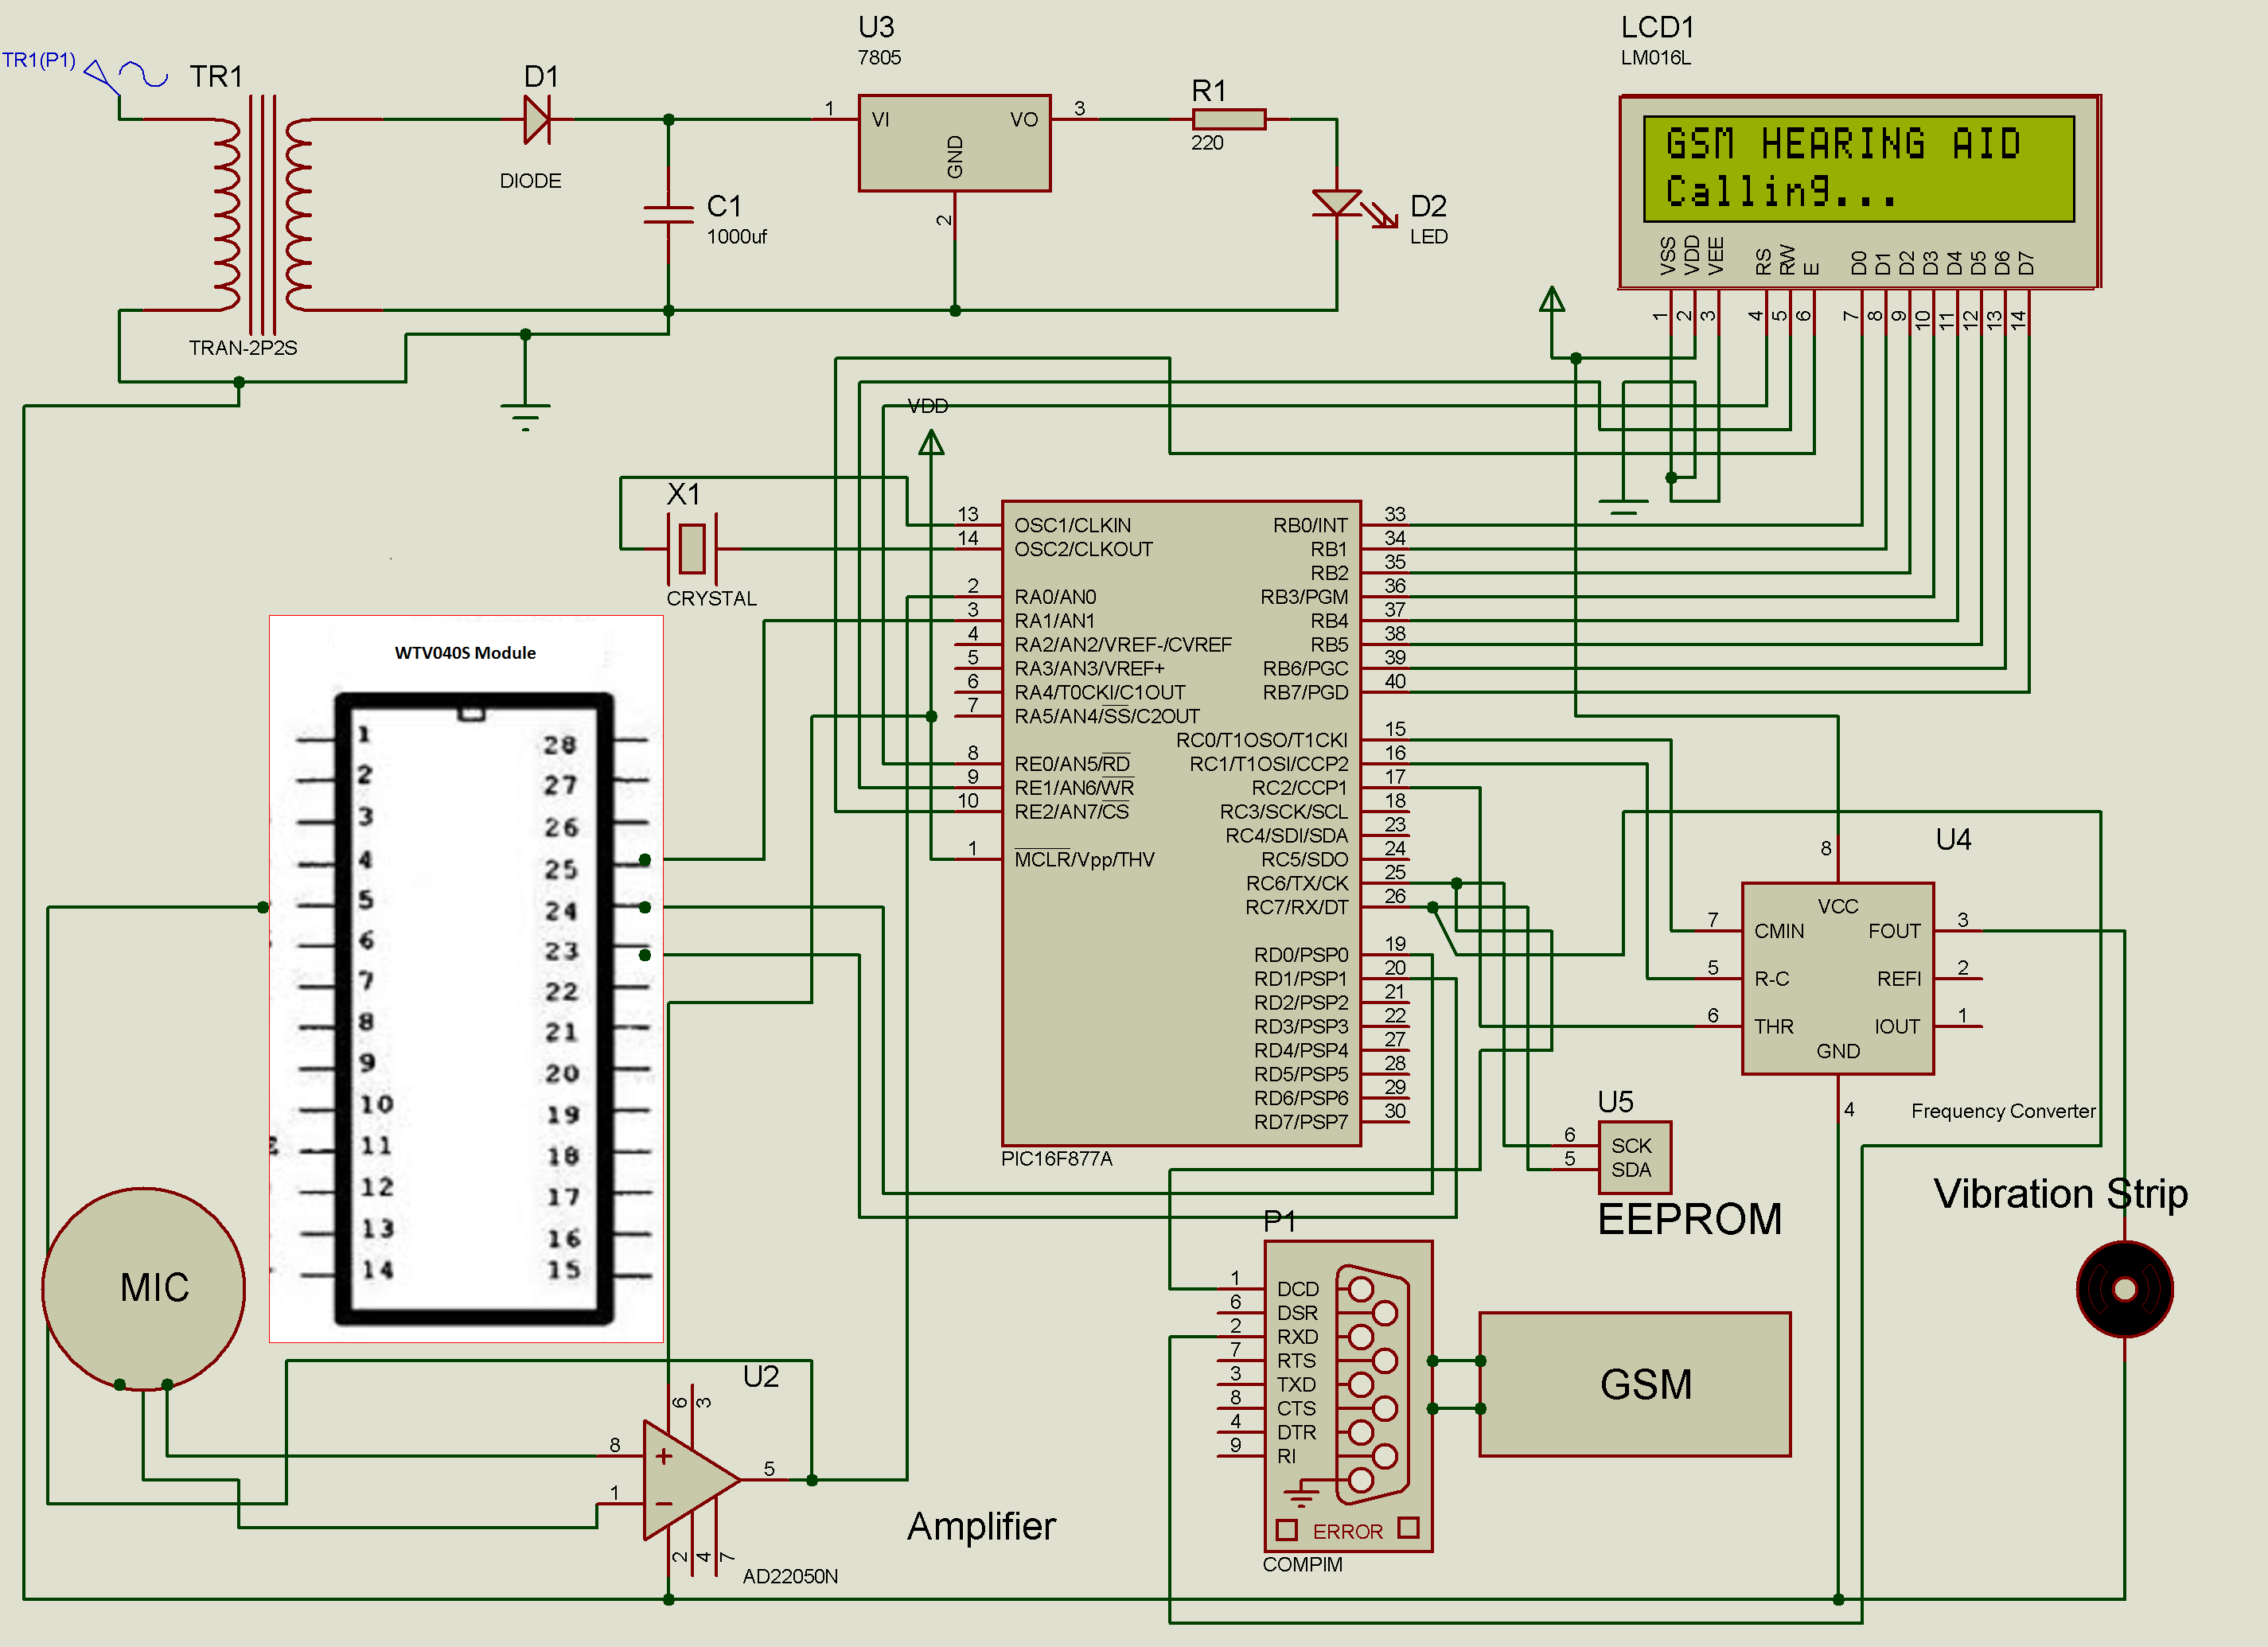 TR1(P1)
TR1
TRAN-2P2S
D1
DIODE
C1
1000uf
U3
7805
1
VI
VO
3
GND
2
R1
220
D2
LED
LCD1
LM016L
GSM HEARING AID
Calling...
VSS
VDD
VEE
RS
RW
E
D0
D1
D2
D3
D4
D5
D6
D7
1
2
3
4
5
6
7
8
9
10
11
12
13
14
VDD
X1
CRYSTAL
13 OSC1/CLKIN
14 OSC2/CLKOUT
2 RA0/AN0
3 RA1/AN1
4 RA2/AN2/VREF-/CVREF
5 RA3/AN3/VREF+
6 RA4/T0CKI/C1OUT
7 RA5/AN4/SS/C2OUT
8 RE0/AN5/RD
9 RE1/AN6/WR
10 RE2/AN7/CS
1 MCLR/Vpp/THV
RB0/INT 33
RB1 34
RB2 35
RB3/PGM 36
RB4 37
RB5 38
RB6/PGC 39
RB7/PGD 40
RC0/T1OSO/T1CKI 15
RC1/T1OSI/CCP2 16
RC2/CCP1 17
RC3/SCK/SCL 18
RC4/SDI/SDA 23
RC5/SDO 24
RC6/TX/CK 25
RC7/RX/DT 26
RD0/PSP0 19
RD1/PSP1 20
RD2/PSP2 21
RD3/PSP3 22
RD4/PSP4 27
RD5/PSP5 28
RD6/PSP6 29
RD7/PSP7 30
PIC16F877A
WTV040S Module
1 28
2 27
3 26
4 25
5 24
6 23
7 22
8 21
9 20
10 19
11 18
12 17
13 16
14 15
MIC
U2
6
3
8 +
1 −
5
2
4
7
AD22050N
Amplifier
U4
8
VCC
7 CMIN
5 R-C
6 THR
FOUT 3
REFI 2
IOUT 1
GND
4
Frequency Converter
U5
6 SCK
5 SDA
EEPROM
Vibration Strip
P1
1 DCD
6 DSR
2 RXD
7 RTS
3 TXD
8 CTS
4 DTR
9 RI
ERROR
COMPIM
GSM